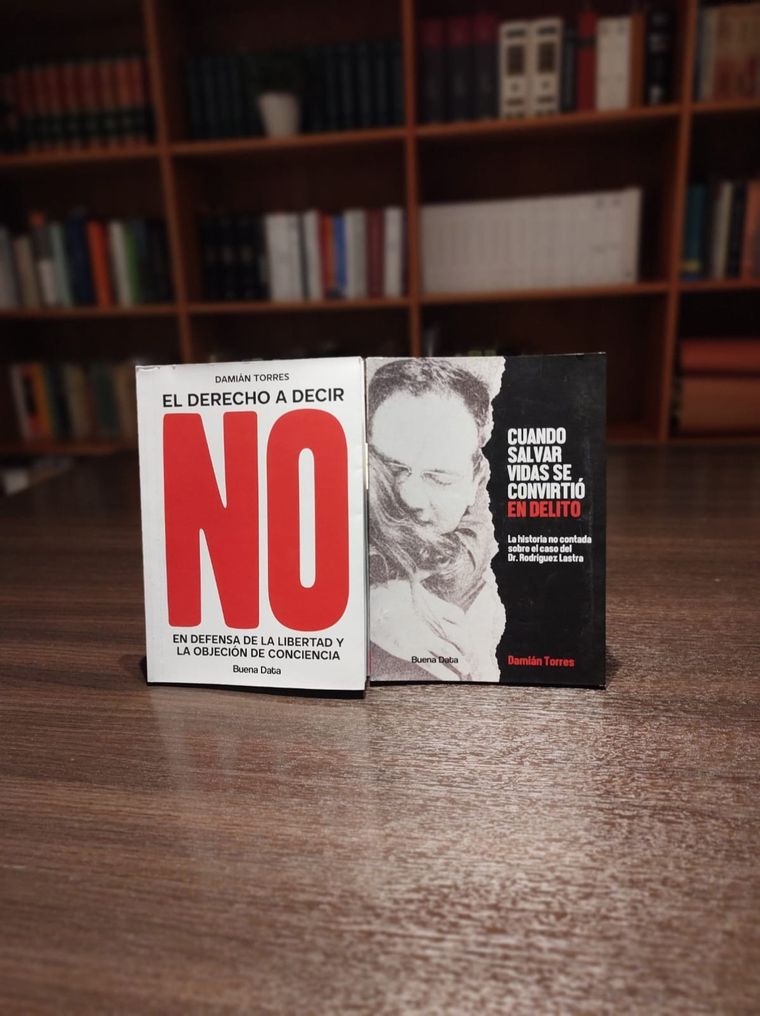 DAMIÁN TORRES
EL DERECHO A DECIR
NO
EN DEFENSA DE LA LIBERTAD Y
LA OBJECIÓN DE CONCIENCIA
Buena Data
CUANDO
SALVAR
VIDAS SE
CONVIRTIÓ
EN DELITO
La historia no contada
sobre el caso del
Dr. Rodríguez Lastra
Buena Data
Damián Torres